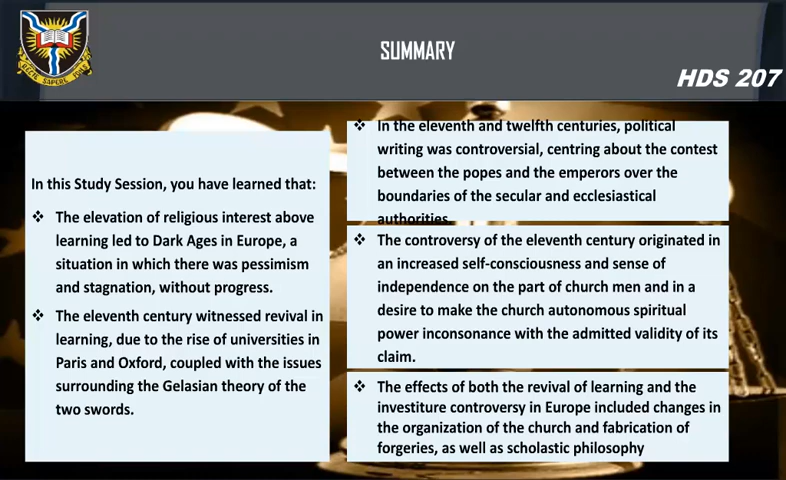 SUMMARY
HDS 207
RECTE SAPERE FONS
In this Study Session, you have learned that:
❖ The elevation of religious interest above
learning led to Dark Ages in Europe, a
situation in which there was pessimism
and stagnation, without progress.
❖ The eleventh century witnessed revival in
learning, due to the rise of universities in
Paris and Oxford, coupled with the issues
surrounding the Gelasian theory of the
two swords.
❖ In the eleventh and twelfth centuries, political
writing was controversial, centring about the contest
between the popes and the emperors over the
boundaries of the secular and ecclesiastical
authorities.
❖ The controversy of the eleventh century originated in
an increased self-consciousness and sense of
independence on the part of church men and in a
desire to make the church autonomous spiritual
power inconsonance with the admitted validity of its
claim.
❖ The effects of both the revival of learning and the
investiture controversy in Europe included changes in
the organization of the church and fabrication of
forgeries, as well as scholastic philosophy